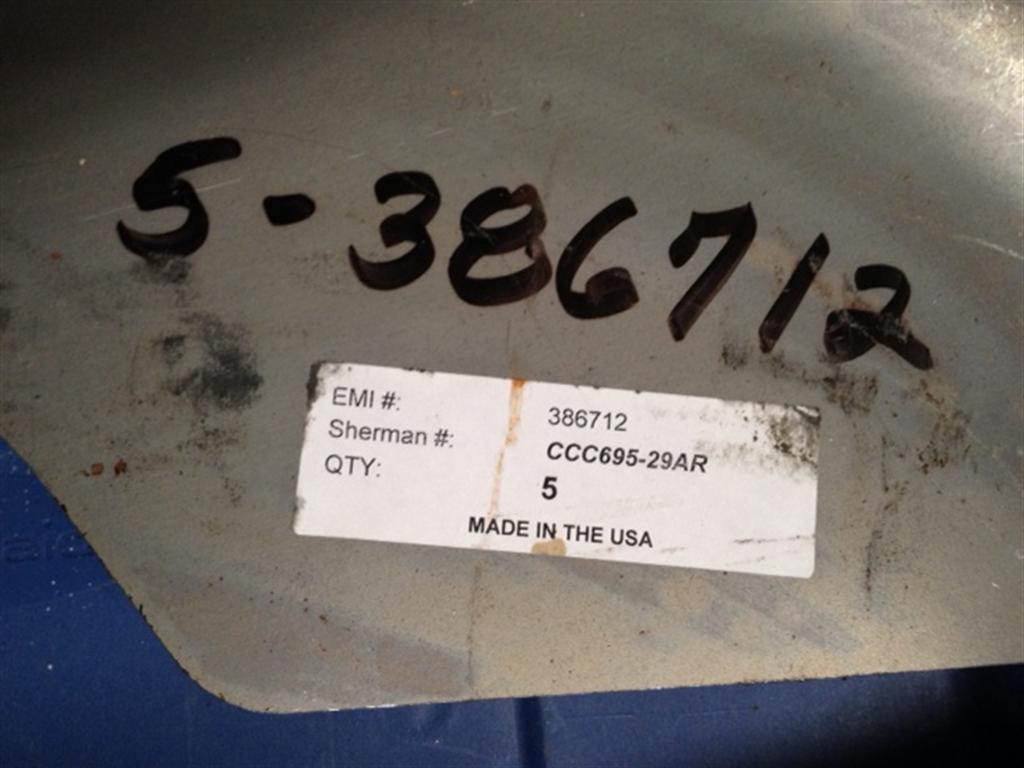 5-386712
EMI #: 386712
Sherman #: CCC695-29AR
QTY: 5
MADE IN THE USA